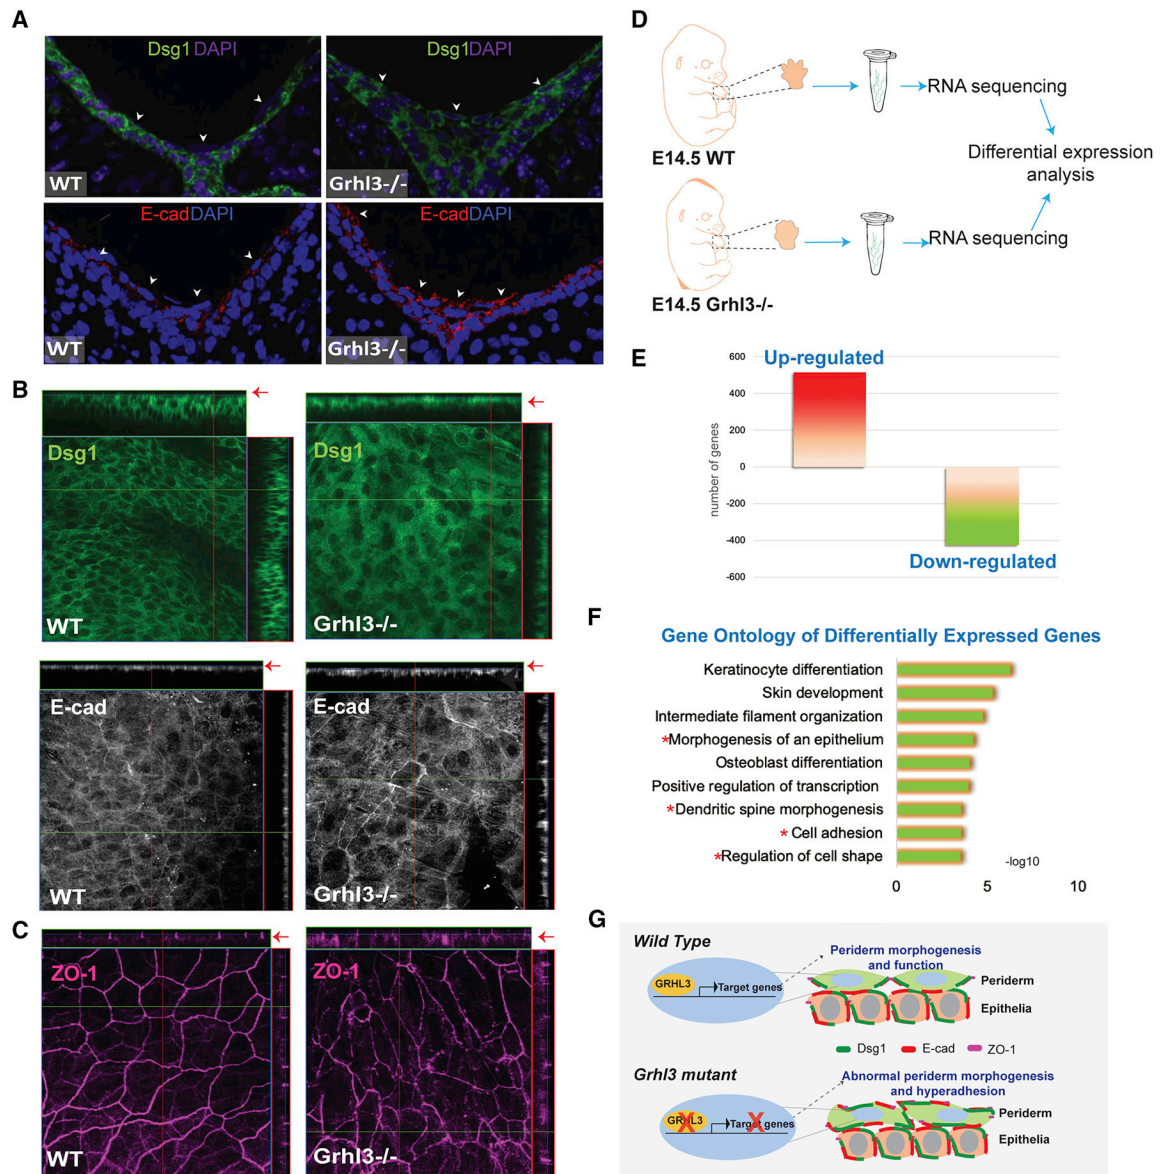 A
Dsg1 DAPI
WT
Dsg1DAPI
Grhl3-/-
E-cadDAPI
WT
E-cadDAPI
Grhl3-/-
B
Dsg1
WT
Dsg1
Grhl3-/-
E-cad
WT
E-cad
Grhl3-/-
C
ZO-1
WT
ZO-1
Grhl3-/-
D
RNA sequencing
E14.5 WT
Differential expression
analysis
RNA sequencing
E14.5 Grhl3-/-
E
number of genes
600
400
200
0
-200
-400
-600
Up-regulated
Down-regulated
F
Gene Ontology of Differentially Expressed Genes
Keratinocyte differentiation
Skin development
Intermediate filament organization
*Morphogenesis of an epithelium
Osteoblast differentiation
Positive regulation of transcription
*Dendritic spine morphogenesis
* Cell adhesion
*Regulation of cell shape
-log10
0 5 10
G
Wild Type
GRHL3
Target genes
Periderm morphogenesis
and function
Periderm
Epithelia
Dsg1 E-cad ZO-1
Grhl3 mutant
GRHL3
Target genes
Abnormal periderm morphogenesis
and hyperadhesion
Periderm
Epithelia